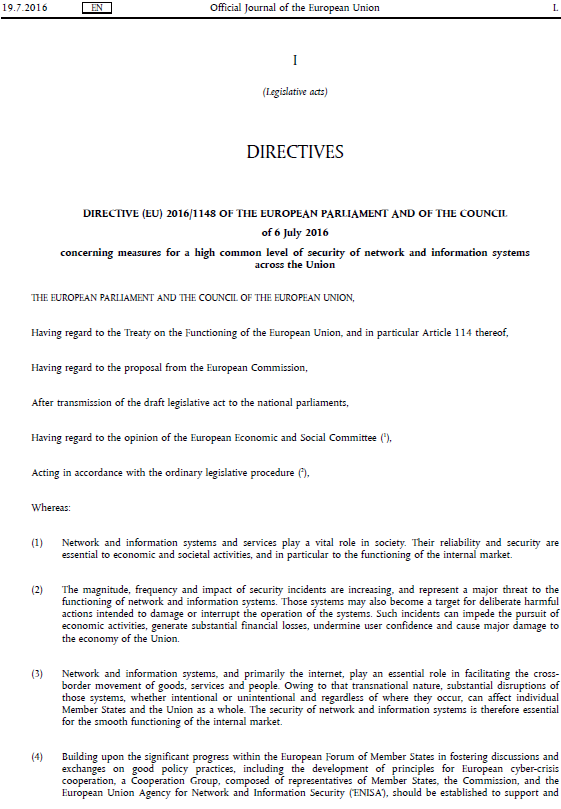 19.7.2016 EN Official Journal of the European Union L
I
(Legislative acts)
DIRECTIVES
DIRECTIVE (EU) 2016/1148 OF THE EUROPEAN PARLIAMENT AND OF THE COUNCIL
of 6 July 2016
concerning measures for a high common level of security of network and information systems
across the Union
THE EUROPEAN PARLIAMENT AND THE COUNCIL OF THE EUROPEAN UNION,
Having regard to the Treaty on the Functioning of the European Union, and in particular Article 114 thereof,
Having regard to the proposal from the European Commission,
After transmission of the draft legislative act to the national parliaments,
Having regard to the opinion of the European Economic and Social Committee (¹),
Acting in accordance with the ordinary legislative procedure (²),
Whereas:
(1) Network and information systems and services play a vital role in society. Their reliability and security are
essential to economic and societal activities, and in particular to the functioning of the internal market.
(2) The magnitude, frequency and impact of security incidents are increasing, and represent a major threat to the
functioning of network and information systems. Those systems may also become a target for deliberate harmful
actions intended to damage or interrupt the operation of the systems. Such incidents can impede the pursuit of
economic activities, generate substantial financial losses, undermine user confidence and cause major damage to
the economy of the Union.
(3) Network and information systems, and primarily the internet, play an essential role in facilitating the cross-
border movement of goods, services and people. Owing to that transnational nature, substantial disruptions of
those systems, whether intentional or unintentional and regardless of where they occur, can affect individual
Member States and the Union as a whole. The security of network and information systems is therefore essential
for the smooth functioning of the internal market.
(4) Building upon the significant progress within the European Forum of Member States in fostering discussions and
exchanges on good policy practices, including the development of principles for European cyber-crisis
cooperation, a Cooperation Group, composed of representatives of Member States, the Commission, and the
European Union Agency for Network and Information Security (‘ENISA’), should be established to support and